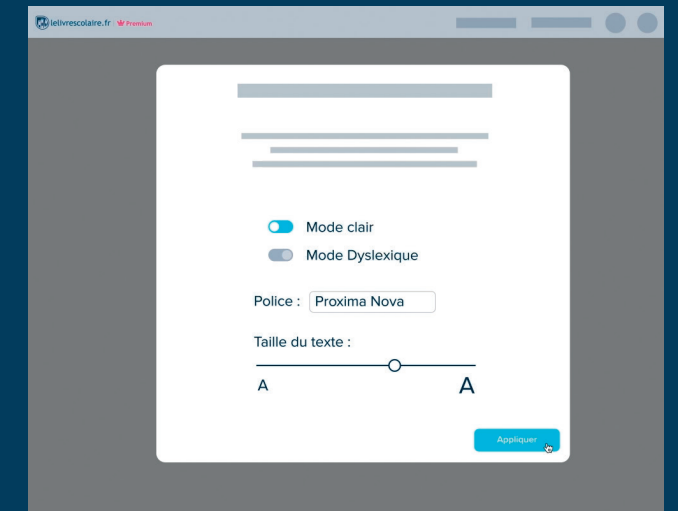 lelivrescolaire.fr | Premium
Mode clair
Mode Dyslexique
Police : Proxima Nova
Taille du texte :
A A
Appliquer